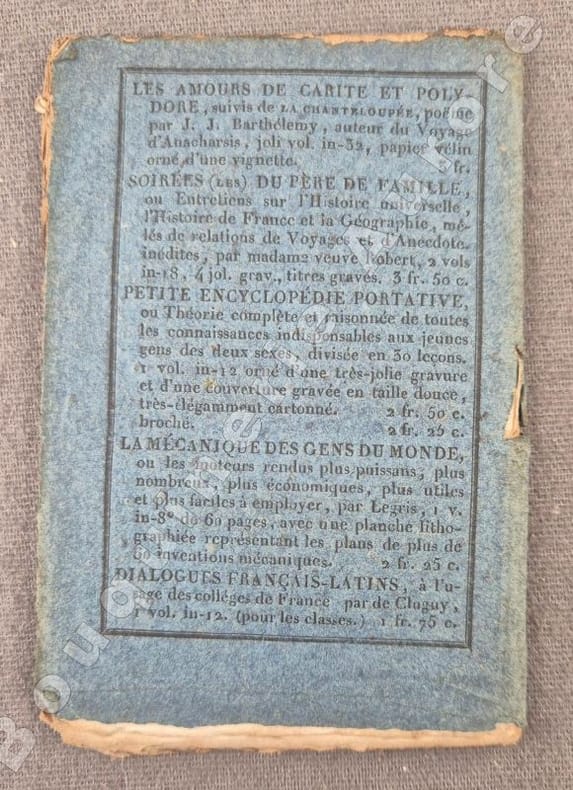 LES AMOURS DE CARITE ET POLY-
DORE, suivis de LA CHANTELOUPÉE, poëme
par J. J. Barthélemy, auteur du Voyage
d'Anacharsis, joli vol. in-32, papier vélin
orné d'une vignette. 3 fr.
SOIRÉES (LES) DU PÈRE DE FAMILLE,
ou Entretiens sur l'Histoire universelle,
l'Histoire de France et la Géographie, mê-
lés de relations de Voyages et d'Anecdote.
inédites, par madame veuve Robert, 2 vols
in-18, 4 jol. grav., titres gravés. 3 fr. 50 c.
PETITE ENCYCLOPÉDIE PORTATIVE,
ou Théorie complète et raisonnée de toutes
les connaissances indispensables aux jeunes
gens des deux sexes, divisée en 30 leçons.
1 vol. in-12 orné d'une très-jolie gravure
et d'une couverture gravée en taille douce,
très-élégamment cartonné. 2 fr. 50 c.
broché. 2 fr. 25 c.
LA MÉCANIQUE DES GENS DU MONDE,
ou les moteurs rendus plus puissans, plus
nombreux, plus économiques, plus utiles
et plus faciles à employer, par Legris, 1 v.
in-8° de 60 pages, avec une planche litho-
graphiée représentant les plans de plus de
60 inventions mécaniques. 2 fr. 25 c.
DIALOGUES FRANÇAIS-LATINS, à l'u-
sage des colléges de France par de Clugny,
1 vol. in-12. (pour les classes.) 1 fr. 75 c.